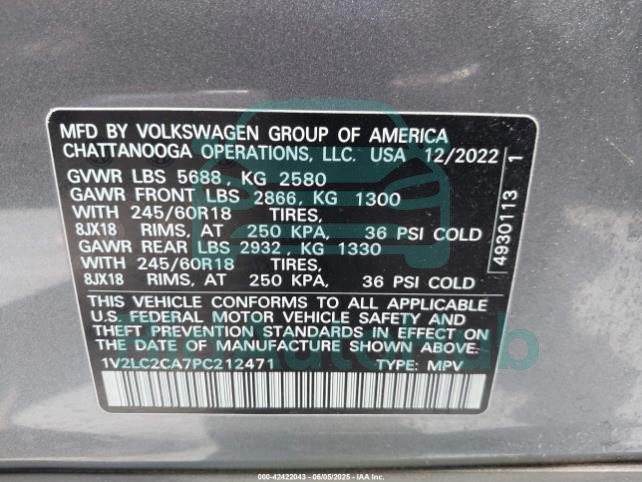 MFD BY VOLKSWAGEN GROUP OF AMERICA
CHATTANOOGA OPERATIONS, LLC. USA 12/2022
GVWR LBS 5688 , KG 2580
GAWR FRONT LBS 2866 , KG 1300
WITH 245/60R18 TIRES,
8JX18 RIMS, AT 250 KPA, 36 PSI COLD
GAWR REAR LBS 2932 , KG 1330
WITH 245/60R18 TIRES,
8JX18 RIMS, AT 250 KPA, 36 PSI COLD
THIS VEHICLE CONFORMS TO ALL APPLICABLE
U.S. FEDERAL MOTOR VEHICLE SAFETY AND
THEFT PREVENTION STANDARDS IN EFFECT ON
THE DATE OF MANUFACTURE SHOWN ABOVE.
1V2LC2CA7PC212471 TYPE: MPV
4930113 1
000-42422043 - 06/05/2025 - IAA Inc.